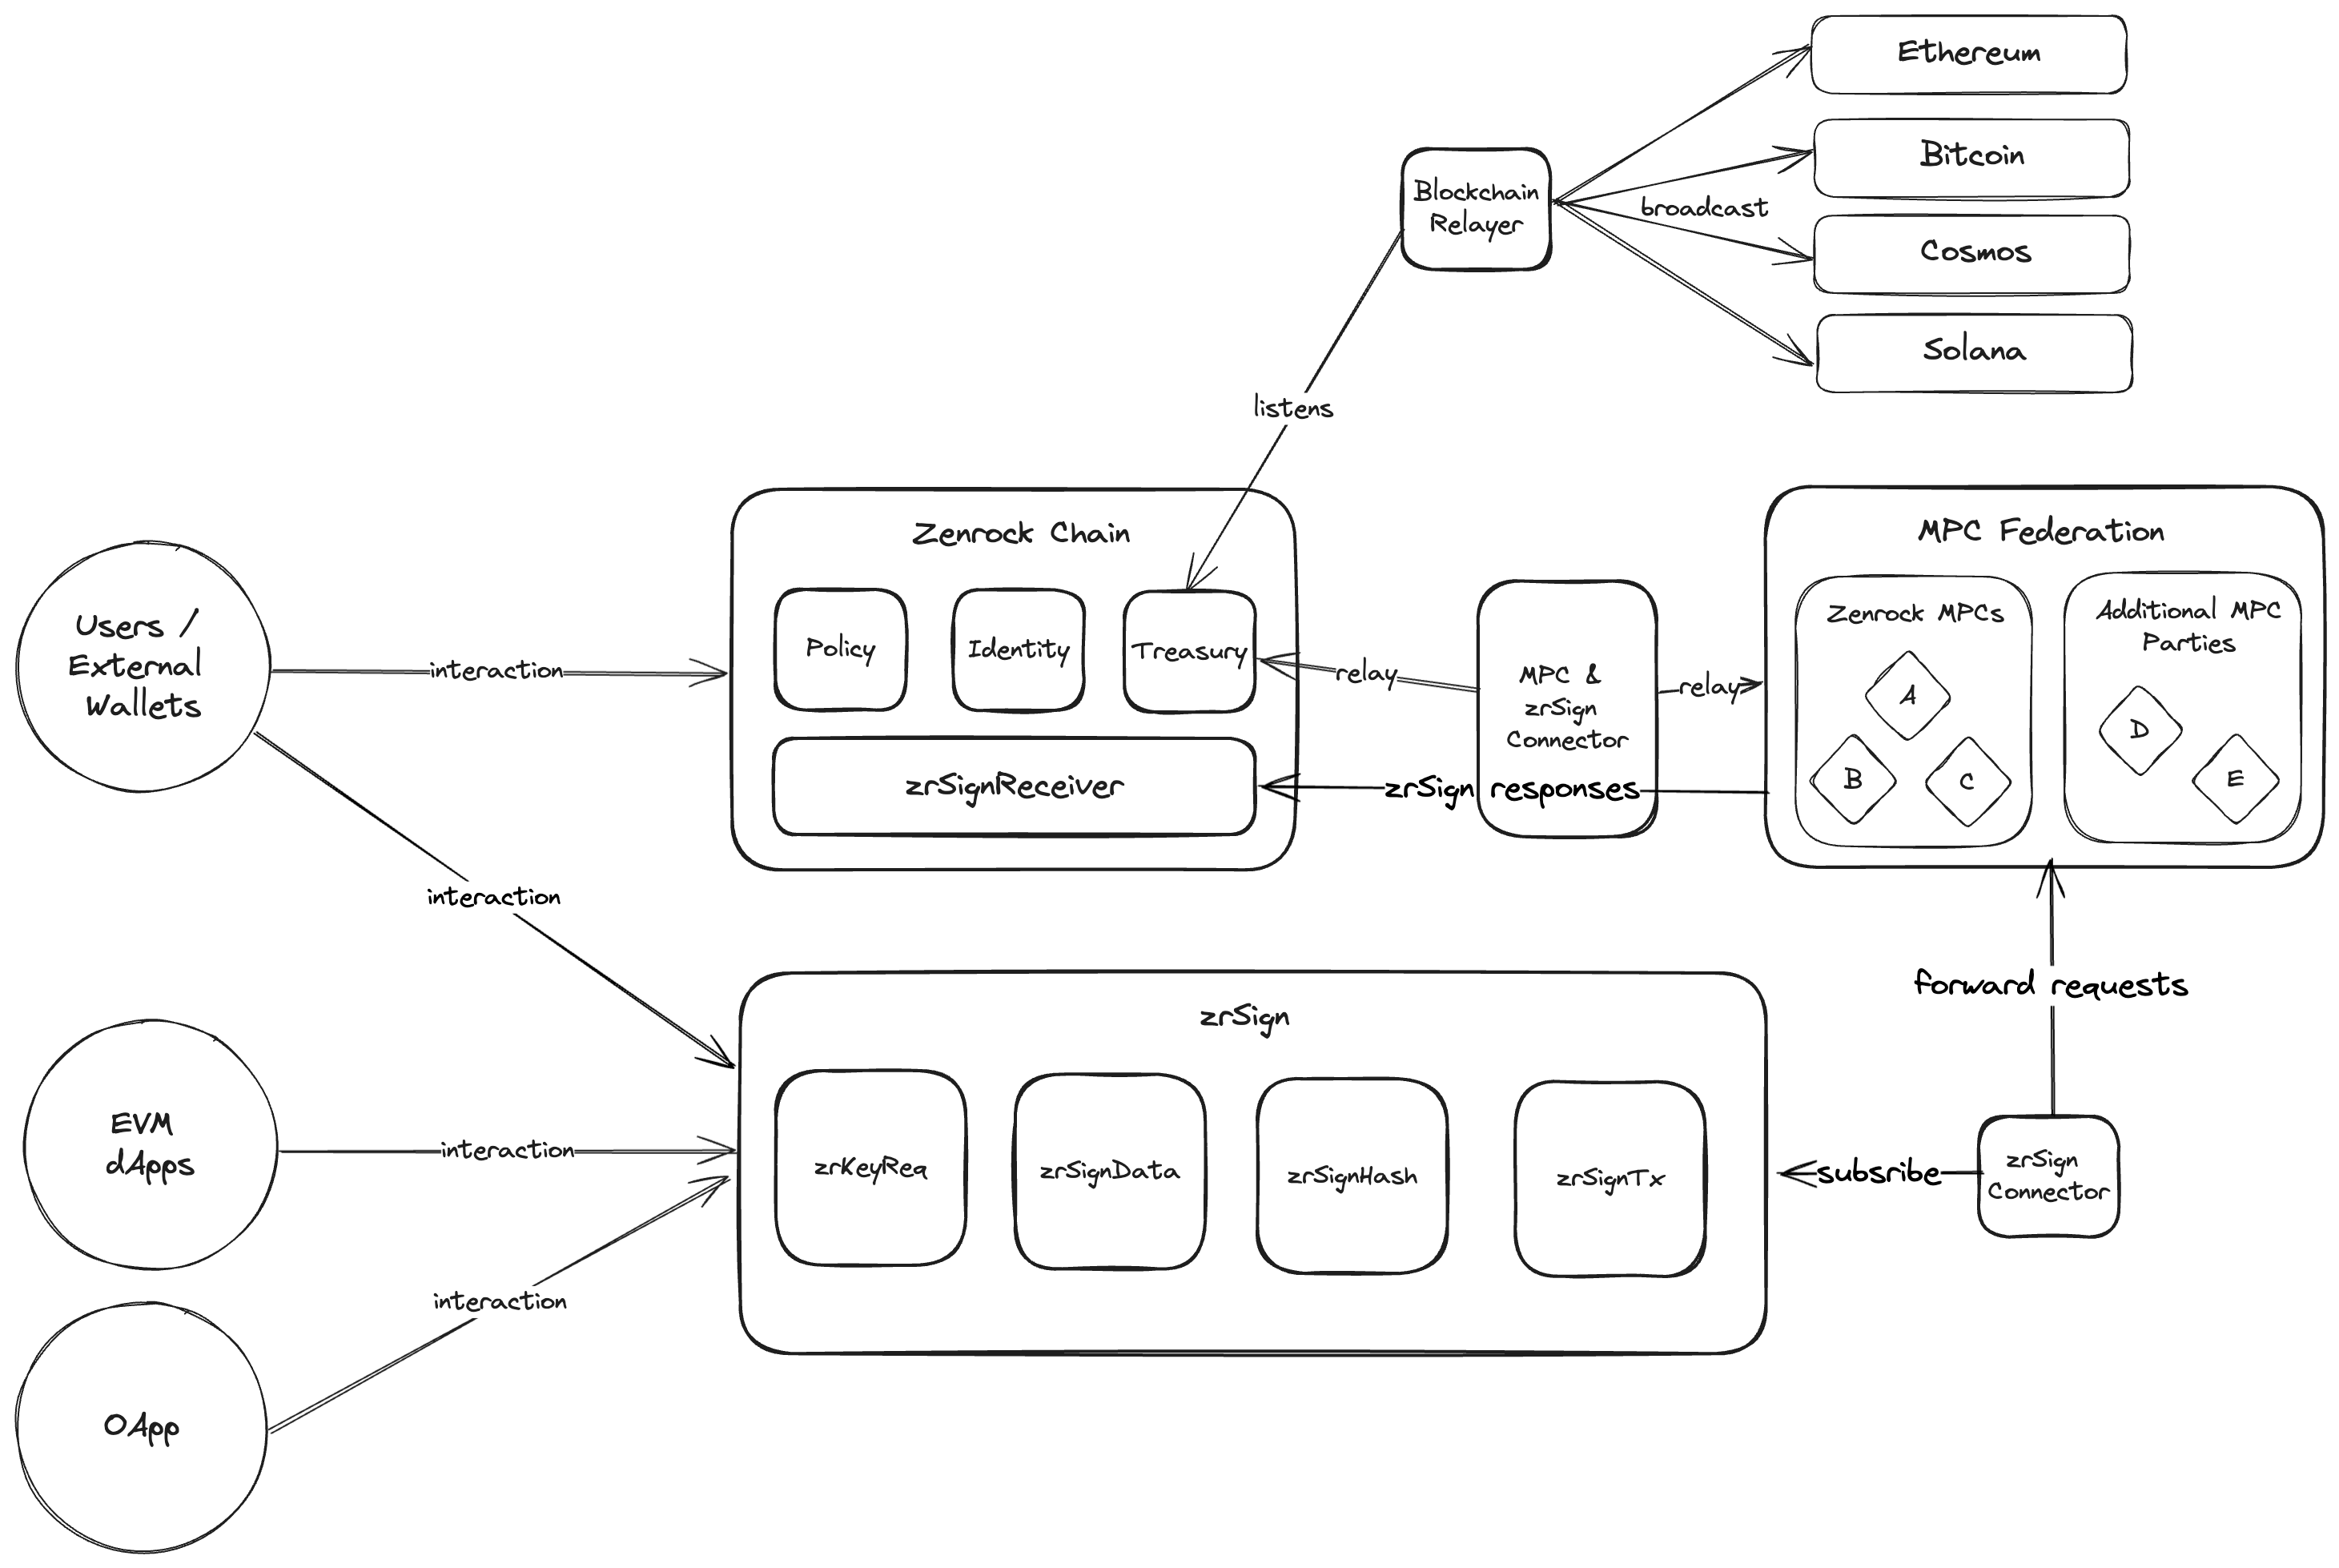 Ethereum
Bitcoin
Blockchain
Relayer
broadcast
Cosmos
Solana
listens
Zenrock Chain
MPC Federation
Users /
External
Wallets
interaction
Policy
Identity
Treasury
relay
MPC &
zrSign
Connector
relay
Zenrock MPCs
A
B
C
Additional MPC
Parties
D
E
zrSignReceiver
zrSign responses
interaction
forward requests
zrSign
EVM
dApps
interaction
zrKeyReq
zrSignData
zrSignHash
zrSignTx
subsribe
zrSign
Connector
interaction
OApp